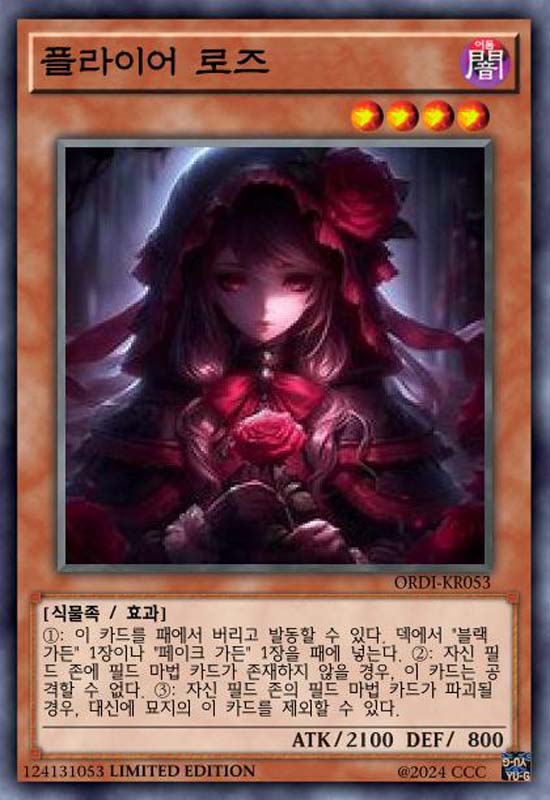 플라이어 로즈
어둠
闇
ORDI-KR053
[식물족 / 효과]
①: 이 카드를 패에서 버리고 발동할 수 있다. 덱에서 "블랙
가든" 1장이나 "페이크 가든" 1장을 패에 넣는다. ②: 자신 필
드 존에 필드 마법 카드가 존재하지 않을 경우, 이 카드는 공
격할 수 없다. ③: 자신 필드 존의 필드 마법 카드가 파괴될
경우, 대신에 묘지의 이 카드를 제외할 수 있다.
ATK/2100 DEF/ 800
124131053 LIMITED EDITION
@2024 CCC